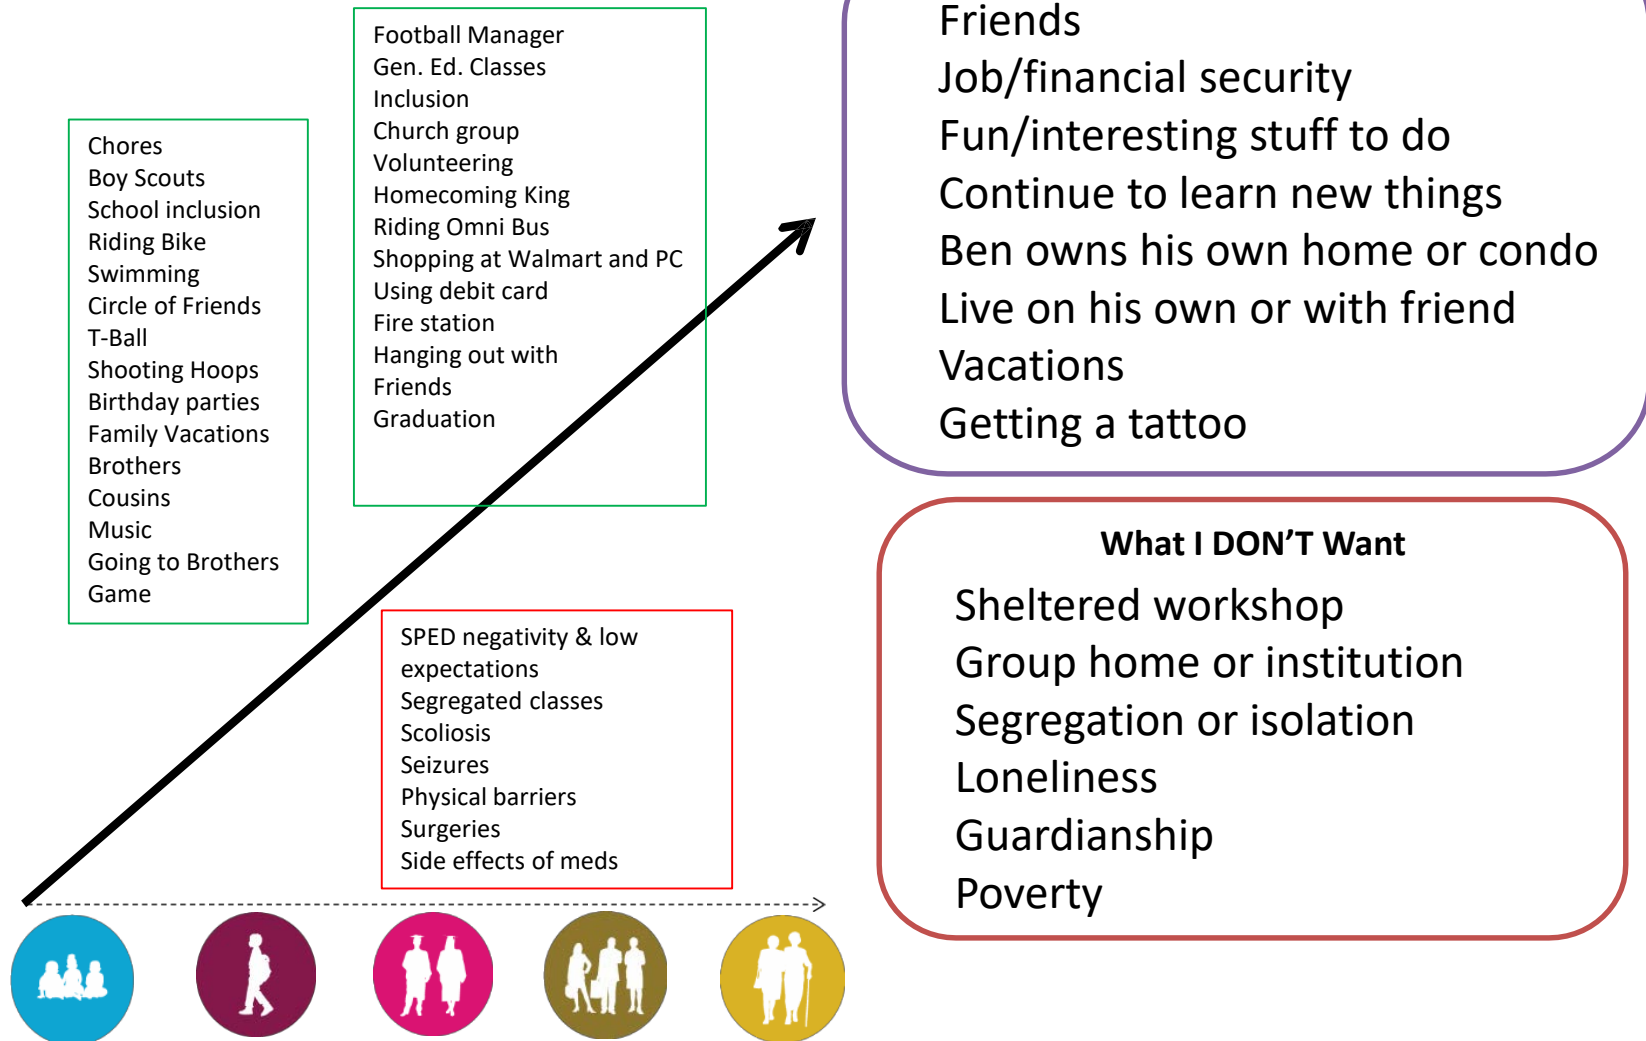 Chores
Boy Scouts
School inclusion
Riding Bike
Swimming
Circle of Friends
T-Ball
Shooting Hoops
Birthday parties
Family Vacations
Brothers
Cousins
Music
Going to Brothers
Game
Football Manager
Gen. Ed. Classes
Inclusion
Church group
Volunteering
Homecoming King
Riding Omni Bus
Shopping at Walmart and PC
Using debit card
Fire station
Hanging out with
Friends
Graduation
SPED negativity & low
expectations
Segregated classes
Scoliosis
Seizures
Physical barriers
Surgeries
Side effects of meds
Friends
Job/financial security
Fun/interesting stuff to do
Continue to learn new things
Ben owns his own home or condo
Live on his own or with friend
Vacations
Getting a tattoo
What I DON’T Want
Sheltered workshop
Group home or institution
Segregation or isolation
Loneliness
Guardianship
Poverty